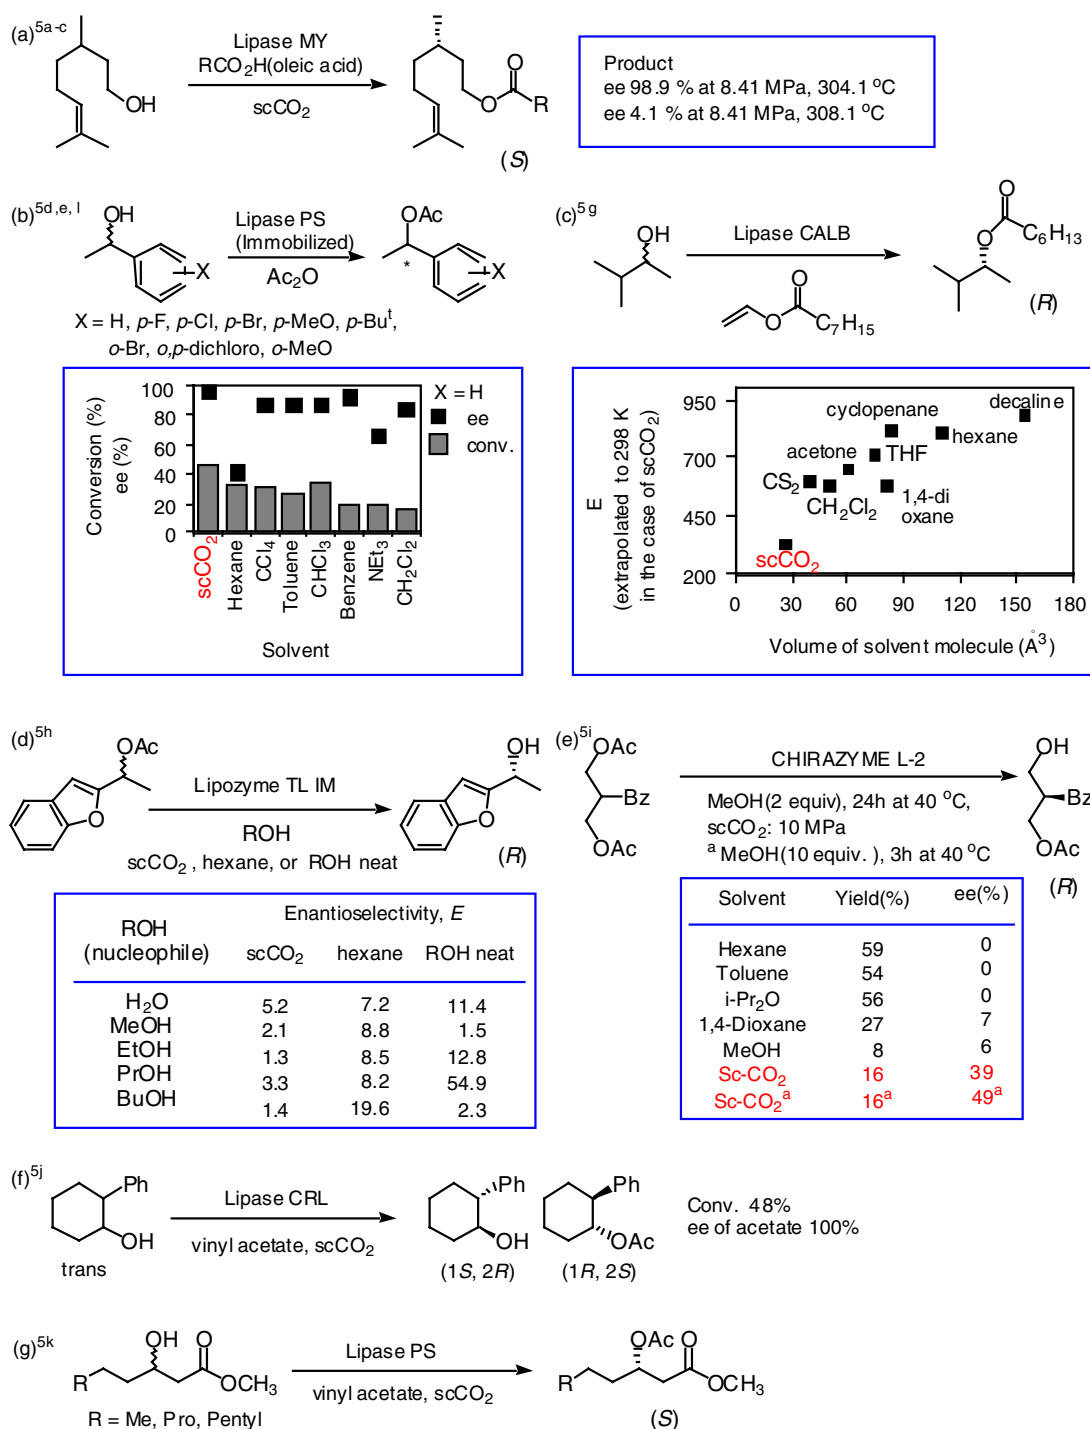 (a)5a-c
Lipase MY
RCO2H(oleic acid)
scCO2
OH
O
O
R
(S)
Product
ee 98.9 % at 8.41 MPa, 304.1 °C
ee 4.1 % at 8.41 MPa, 308.1 °C
(b)5d,e, l
OH
X
Lipase PS
(Immobilized)
Ac2O
OAc
*
X
X = H, p-F, p-Cl, p-Br, p-MeO, p-But,
o-Br, o,p-dichloro, o-MeO
Conversion (%)
ee (%)
100
80
60
40
20
0
X = H
ee
conv.
scCO2
Hexane
CCl4
Toluene
CHCl3
Benzene
NEt3
CH2Cl2
Solvent
(c)5g
OH
Lipase CALB
O
O
C7H15
O
C6H13
O
(R)
E
(extrapolated to 298 K
in the case of scCO2)
950
700
450
200
decaline
cyclopenane
hexane
acetone
THF
CS2
CH2Cl2
1,4-di
oxane
scCO2
0 30 60 90 120 150 180
Volume of solvent molecule (Å3)
(d)5h
OAc
O
Lipozyme TL IM
ROH
scCO2, hexane, or ROH neat
OH
O
(R)
ROH
(nucleophile)
Enantioselectivity, E
scCO2 hexane ROH neat
H2O 5.2 7.2 11.4
MeOH 2.1 8.8 1.5
EtOH 1.3 8.5 12.8
PrOH 3.3 8.2 54.9
BuOH 1.4 19.6 2.3
(e)5i
OAc
Bz
OAc
CHIRAZYME L-2
MeOH(2 equiv), 24h at 40 °C,
scCO2: 10 MPa
a MeOH(10 equiv. ), 3h at 40 °C
OH
Bz
OAc
(R)
Solvent Yield(%) ee(%)
Hexane 59 0
Toluene 54 0
i-Pr2O 56 0
1,4-Dioxane 27 7
MeOH 8 6
Sc-CO2 16 39
Sc-CO2a 16a 49a
(f)5j
Ph
OH
trans
Lipase CRL
vinyl acetate, scCO2
Ph
OH
(1S, 2R)
Ph
OAc
(1R, 2S)
Conv. 48%
ee of acetate 100%
(g)5k
OH O
R
OCH3
R = Me, Pro, Pentyl
Lipase PS
vinyl acetate, scCO2
OAc O
R
OCH3
(S)